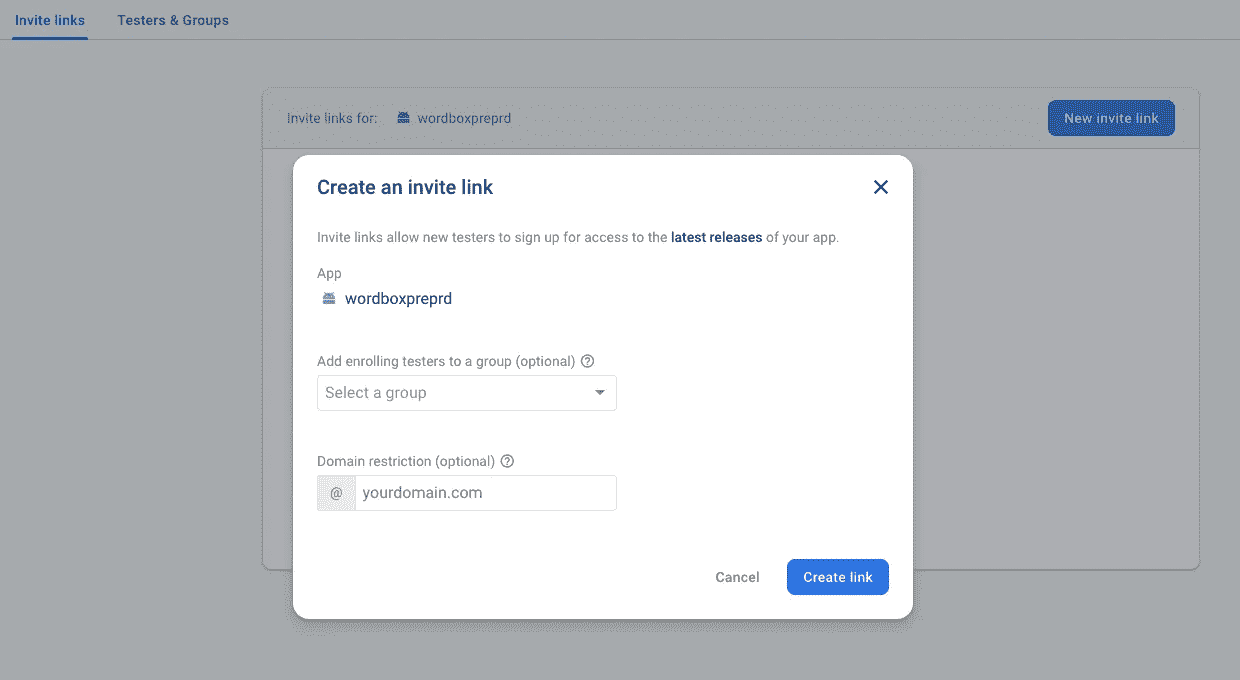 Invite links
Testers & Groups
Invite links for: wordboxpreprd
New invite link
Create an invite link
Invite links allow new testers to sign up for access to the latest releases of your app.
App
wordboxpreprd
Add enrolling testers to a group (optional)
Select a group
Domain restriction (optional)
@ yourdomain.com
Cancel
Create link